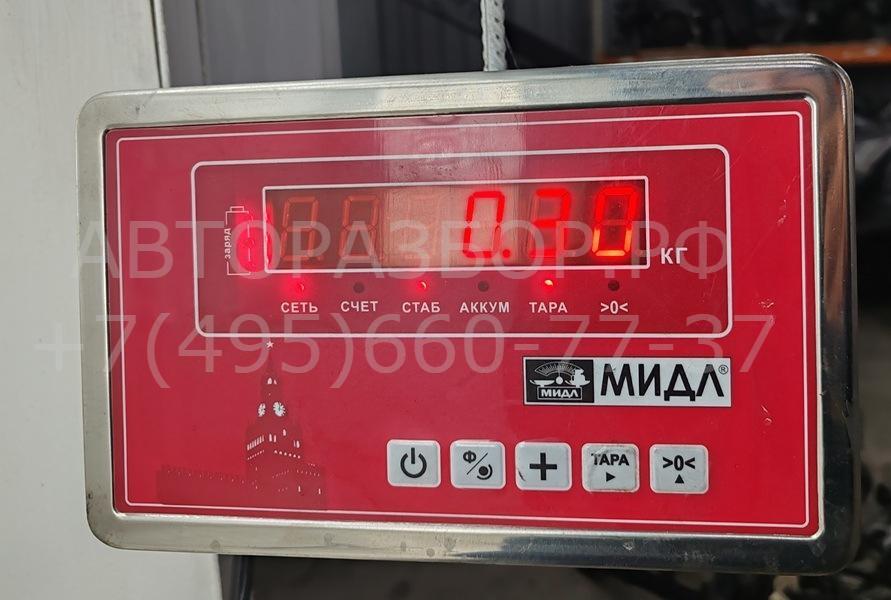 заряд
0.30
КГ
СЕТЬ СЧЕТ СТАБ АККУМ ТАРА >0<
АВТОРАЗБОР.РФ
+7(495)660-77-37
МИДЛ МИДЛ®
Ф ТАРА >0<